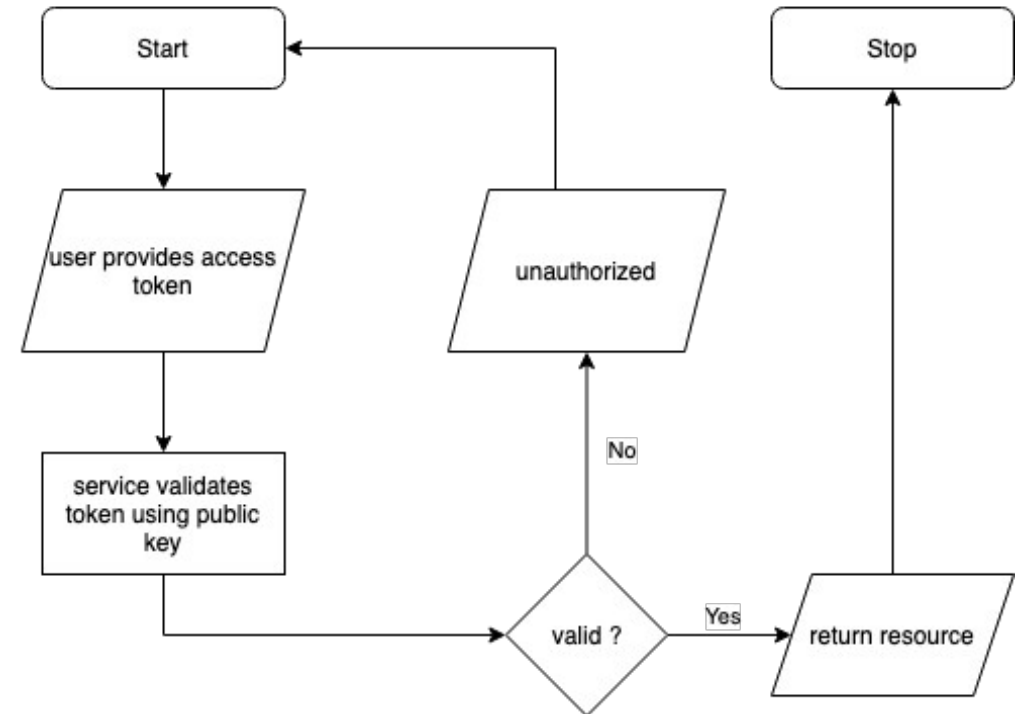 Start
Stop
user provides access
token
unauthorized
No
service validates
token using public
key
valid ?
Yes
return resource